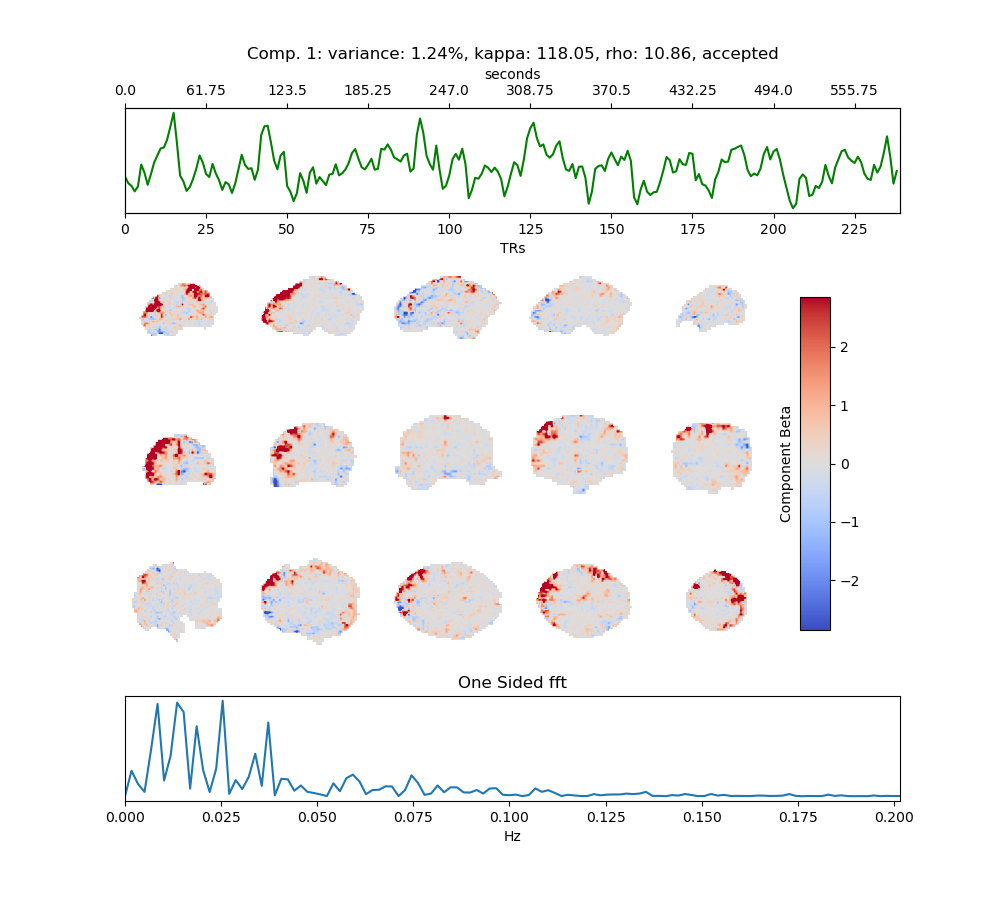 Comp. 1: variance: 1.24%, kappa: 118.05, rho: 10.86, accepted
seconds
0.0 61.75 123.5 185.25 247.0 308.75 370.5 432.25 494.0 555.75
0 25 50 75 100 125 150 175 200 225
TRs
2
1
0
−1
−2
Component Beta
One Sided fft
0.000 0.025 0.050 0.075 0.100 0.125 0.150 0.175 0.200
Hz